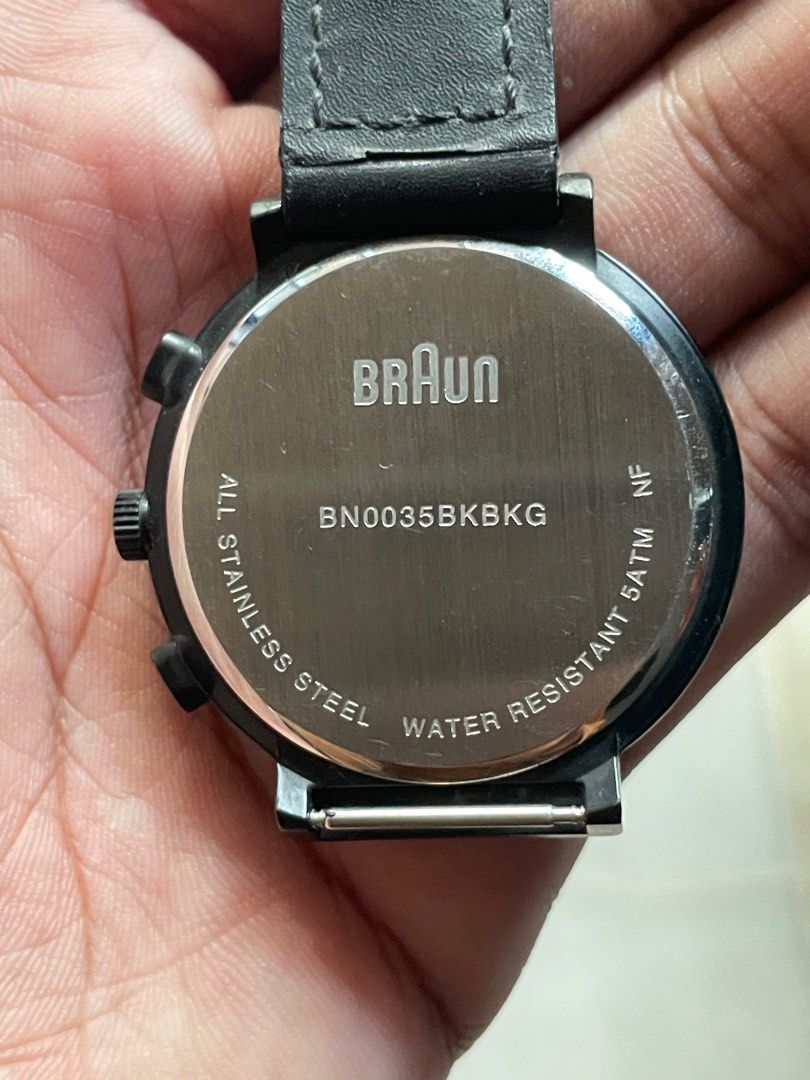 BRAUN
BN0035BKBKG
ALL STAINLESS STEEL WATER RESISTANT 5ATM NF